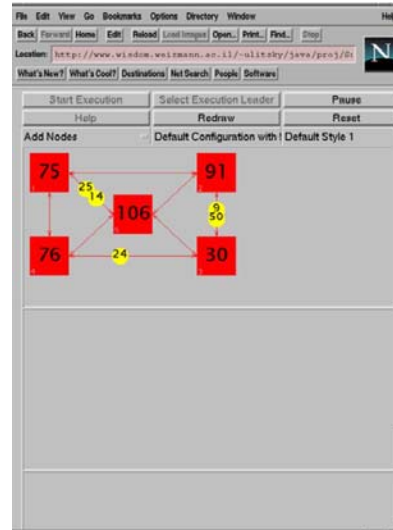 File Edit View Go Bookmarks Options Directory Window Hel
Back Forward Home Edit Reload Load Images Open... Print... Find... Stop
Location: http://www.wisdom.weizmann.ac.il/~ulitsky/java/proj/
N
What's New? What's Cool? Destinations Net Search People Software
Start Execution Select Execution Leader Pause
Help Redraw Reset
Add Nodes Default Configuration with Default Style 1
75 91
25
14
106
9
50
76 24 30